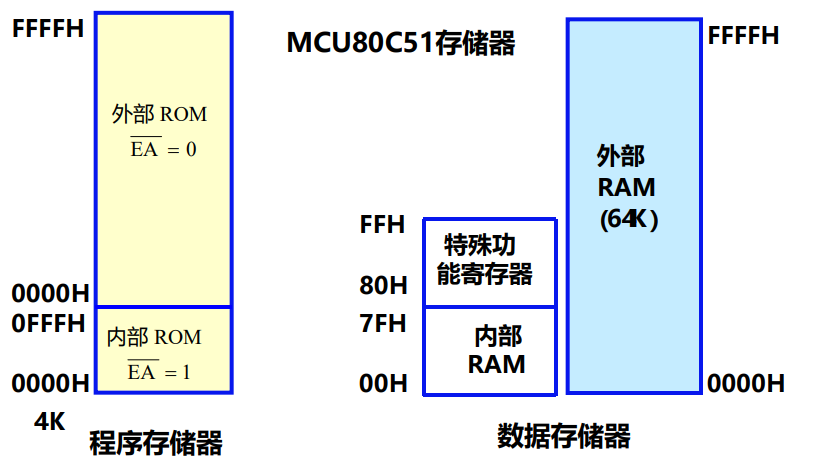 MCU80C51存储器
FFFFH
外部 ROM
EA = 0
0000H
0FFFH
内部 ROM
EA = 1
0000H
4K
程序存储器
FFH
特殊功
能寄存器
80H
7FH
内部
RAM
00H
FFFFH
外部
RAM
(64K)
0000H
数据存储器